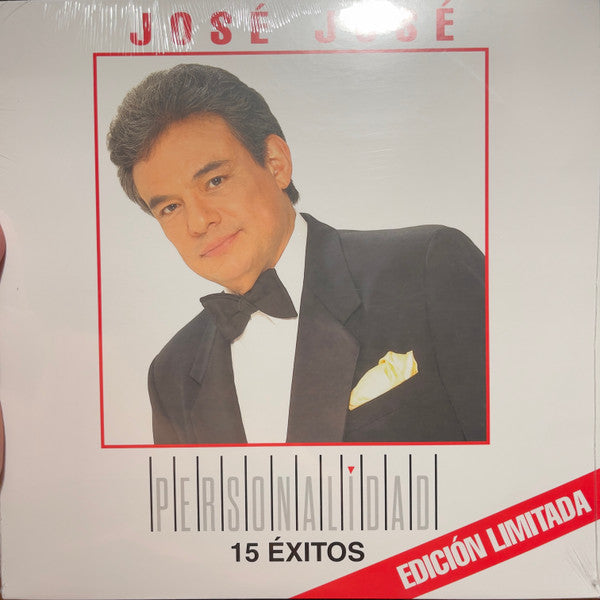 JOSÉ JOSÉ
PERSONALIDAD
15 ÉXITOS
EDICIÓN LIMITADA